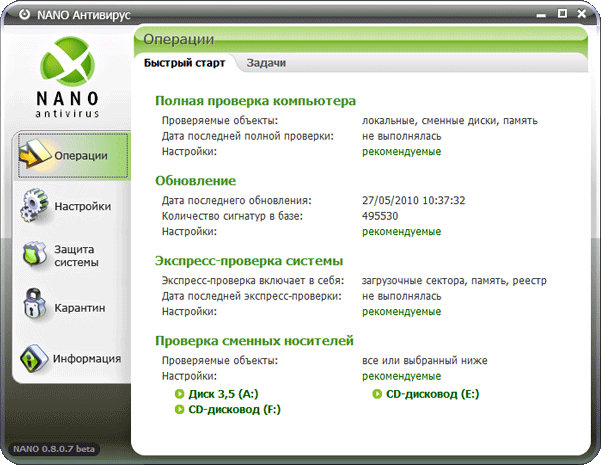 NANO Антивирус
Операции
Быстрый старт Задачи
NANO
antivirus
Операции
Настройки
Защита
системы
Карантин
Информация
Полная проверка компьютера
Проверяемые объекты: локальные, сменные диски, память
Дата последней полной проверки: не выполнялась
Настройки: рекомендуемые
Обновление
Дата последнего обновления: 27/05/2010 10:37:32
Количество сигнатур в базе: 495530
Настройки: рекомендуемые
Экспресс-проверка системы
Экспресс-проверка включает в себя: загрузочные сектора, память, реестр
Дата последней экспресс-проверки: не выполнялась
Настройки: рекомендуемые
Проверка сменных носителей
Проверяемые объекты: все или выбранный ниже
Настройки: рекомендуемые
Диск 3,5 (A:) CD-дисковод (E:)
CD-дисковод (F:)
NANO 0.8.0.7 beta